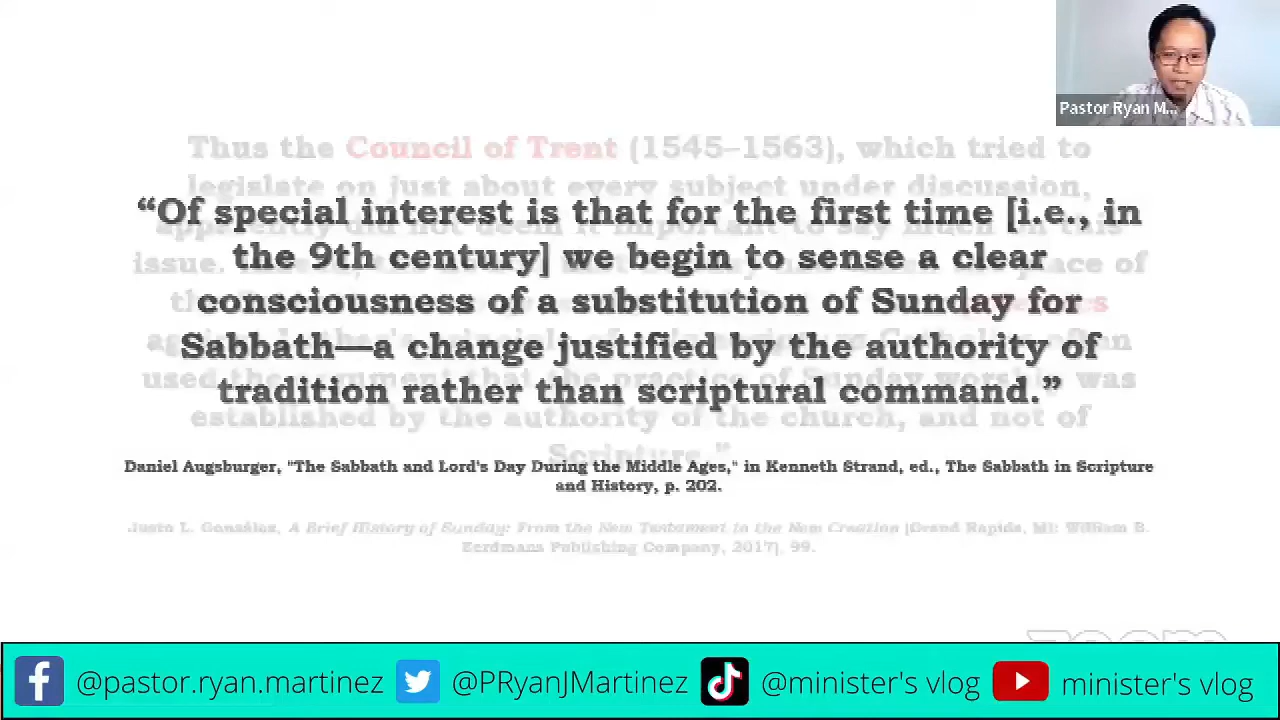 Pastor Ryan M...
Thus the Council of Trent (1545–1563), which tried to
legislate on just about every subject under discussion,
“Of special interest is that for the first time [i.e., in
the 9th century] we begin to sense a clear
consciousness of a substitution of Sunday for
Sabbath—a change justified by the authority of
tradition rather than scriptural command.”
established by the authority of the church, and not of
Scripture.”
Daniel Augsburger, "The Sabbath and Lord's Day During the Middle Ages," in Kenneth Strand, ed., The Sabbath in Scripture
and History, p. 202.
Justo L. González, A Brief History of Sunday: From the New Testament to the New Creation [Grand Rapids, MI: William B.
Eerdmans Publishing Company, 2017], 99.
zoom
@pastor.ryan.martinez
@PRyanJMartinez
@minister's vlog
minister's vlog